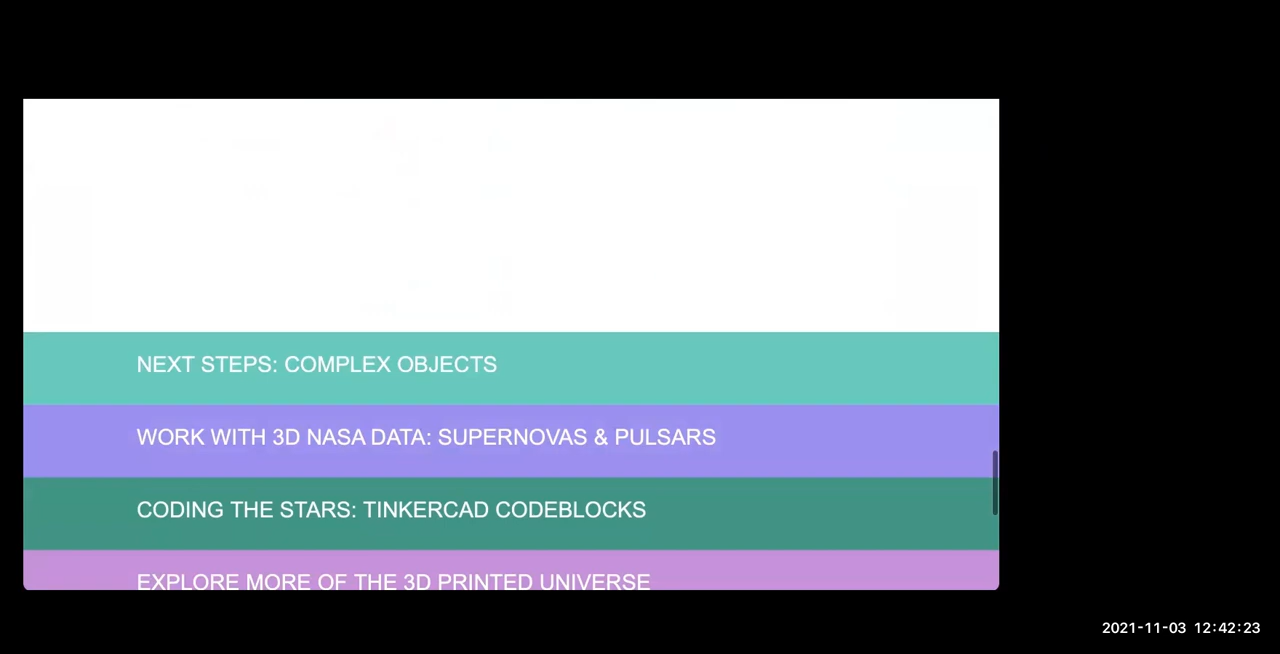 NEXT STEPS: COMPLEX OBJECTS
WORK WITH 3D NASA DATA: SUPERNOVAS & PULSARS
CODING THE STARS: TINKERCAD CODEBLOCKS
EXPLORE MORE OF THE 3D PRINTED UNIVERSE
2021-11-03 12:42:23